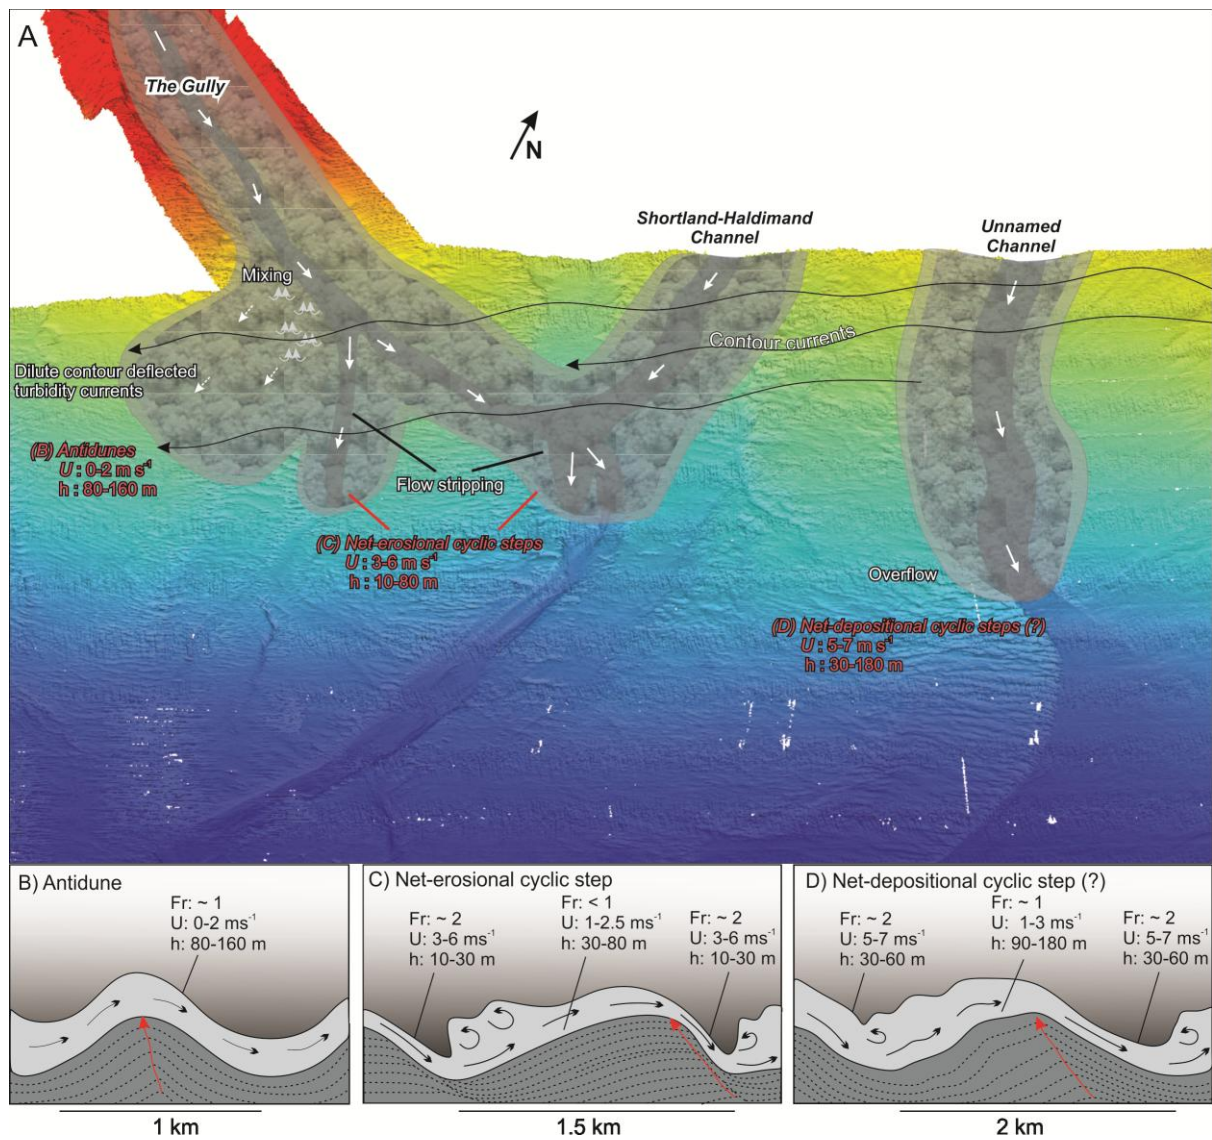 A
The Gully
N
Shortland-Haldimand
Channel
Unnamed
Channel
Mixing
Contour currents
Dilute contour deflected
turbidity currents
(B) Antidunes
U : 0-2 m s⁻¹
h : 80-160 m
Flow stripping
(C) Net-erosional cyclic steps
U : 3-6 m s⁻¹
h : 10-80 m
Overflow
(D) Net-depositional cyclic steps (?)
U : 5-7 m s⁻¹
h : 30-180 m
B) Antidune
Fr: ~ 1
U: 0-2 ms⁻¹
h: 80-160 m
1 km
C) Net-erosional cyclic step
Fr: ~ 2
U: 3-6 ms⁻¹
h: 10-30 m
Fr: < 1
U: 1-2.5 ms⁻¹
h: 30-80 m
Fr: ~ 2
U: 3-6 ms⁻¹
h: 10-30 m
1.5 km
D) Net-depositional cyclic step (?)
Fr: ~ 2
U: 5-7 ms⁻¹
h: 30-60 m
Fr: ~ 1
U: 1-3 ms⁻¹
h: 90-180 m
Fr: ~ 2
U: 5-7 ms⁻¹
h: 30-60 m
2 km